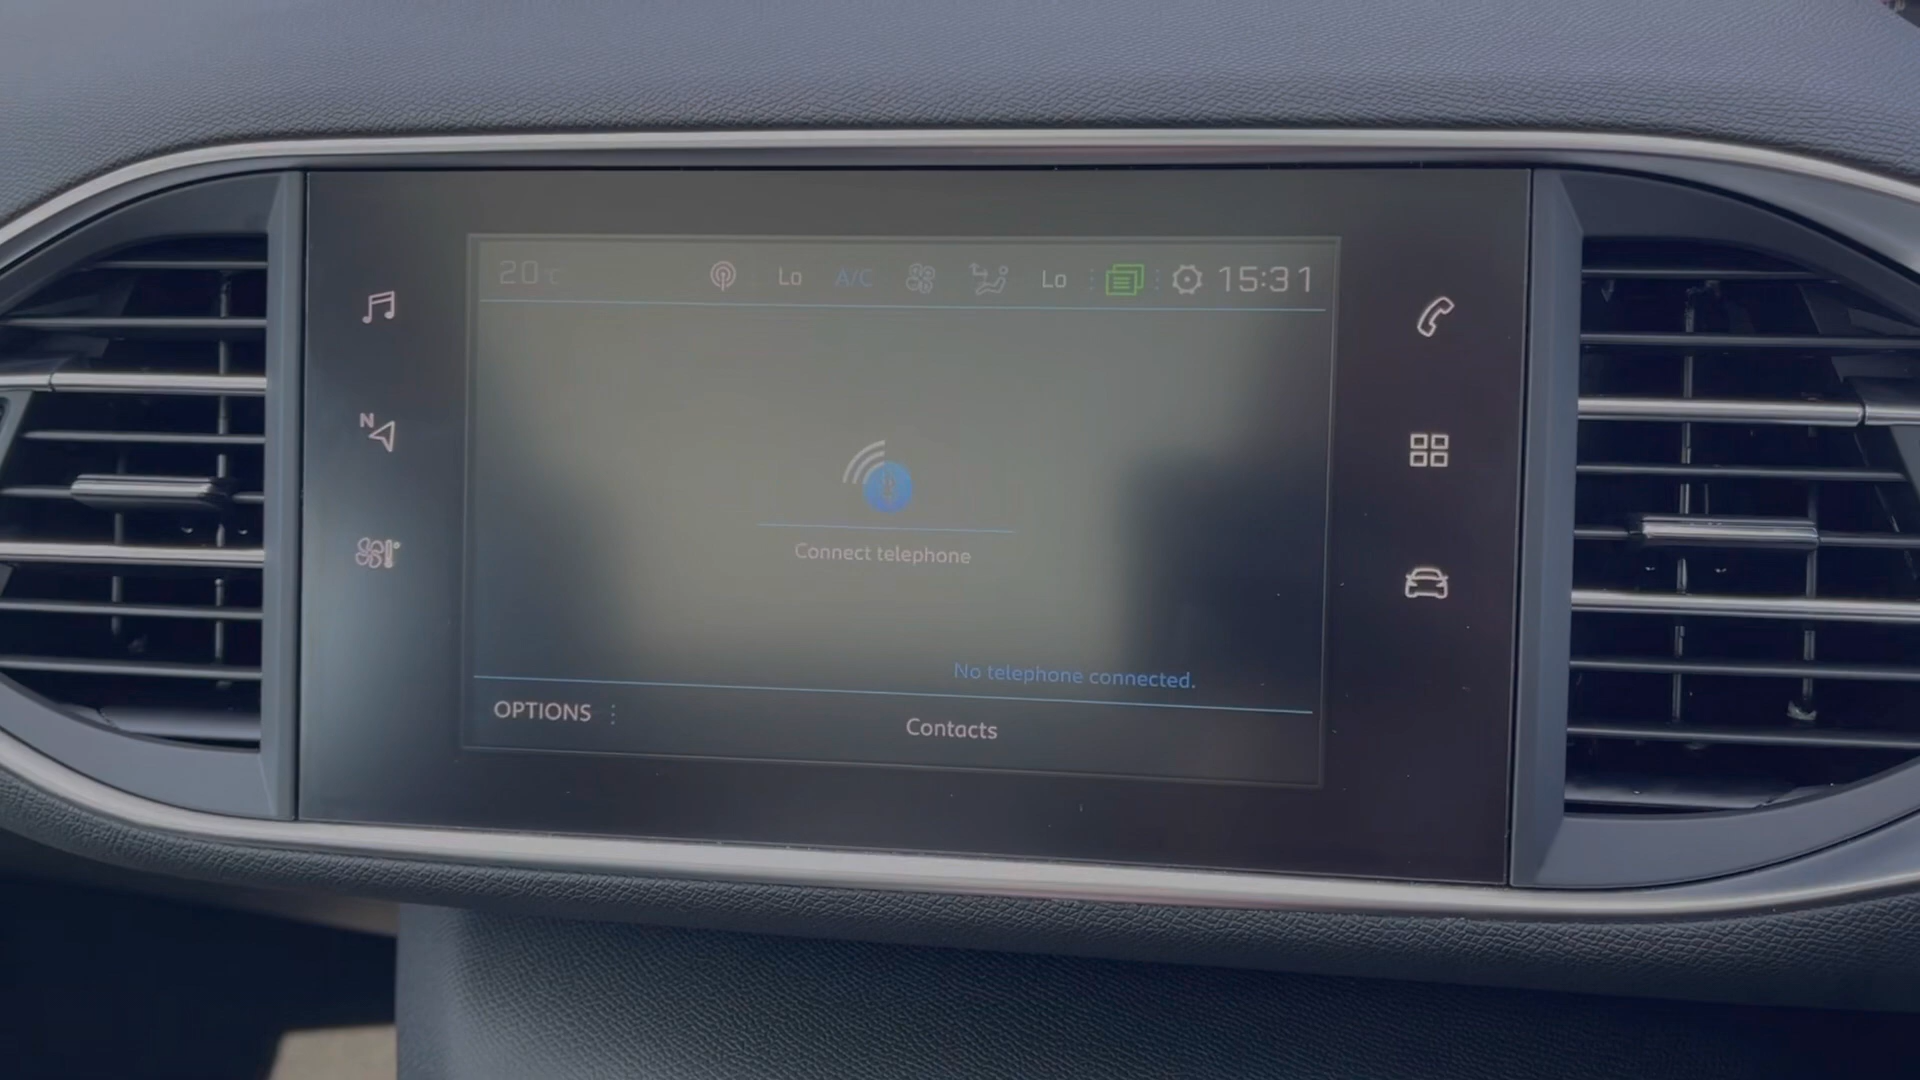 20°C Lo A/C Lo 15:31
N
Connect telephone
No telephone connected.
OPTIONS
Contacts